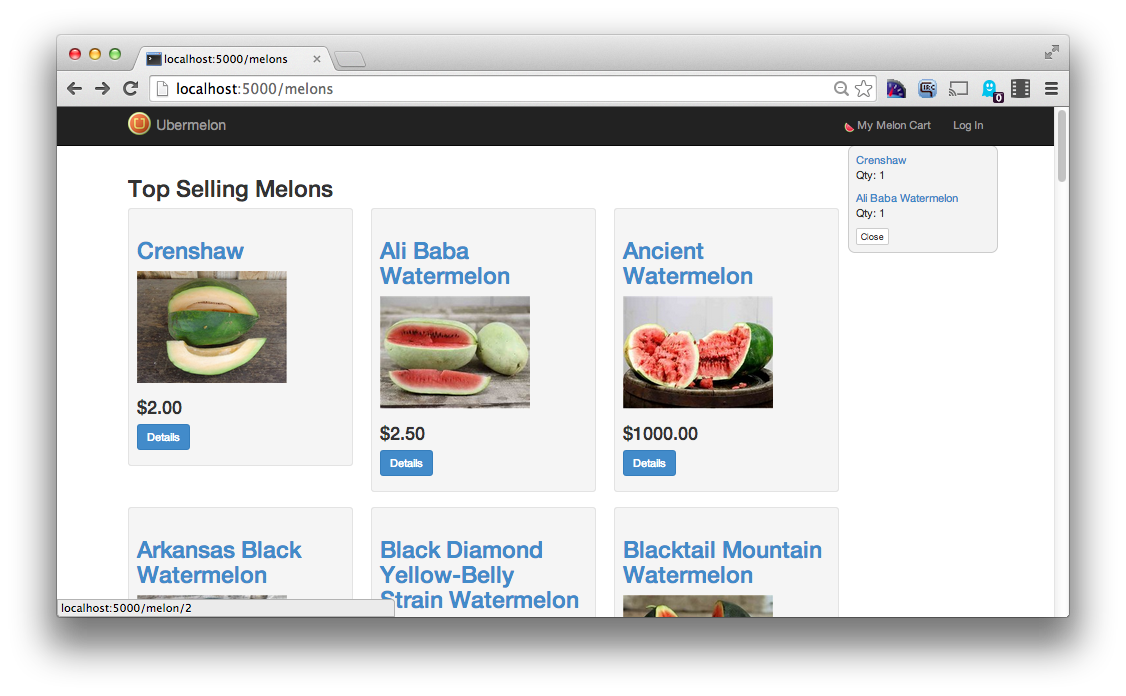 localhost:5000/melons
localhost:5000/melons
0
Ubermelon
My Melon Cart
Log In
Crenshaw
Qty: 1
Ali Baba Watermelon
Qty: 1
Close
Top Selling Melons
Crenshaw
$2.00
Details
Ali Baba
Watermelon
$2.50
Details
Ancient
Watermelon
$1000.00
Details
Arkansas Black
Watermelon
Black Diamond
Yellow-Belly
Strain Watermelon
Blacktail Mountain
Watermelon
localhost:5000/melon/2